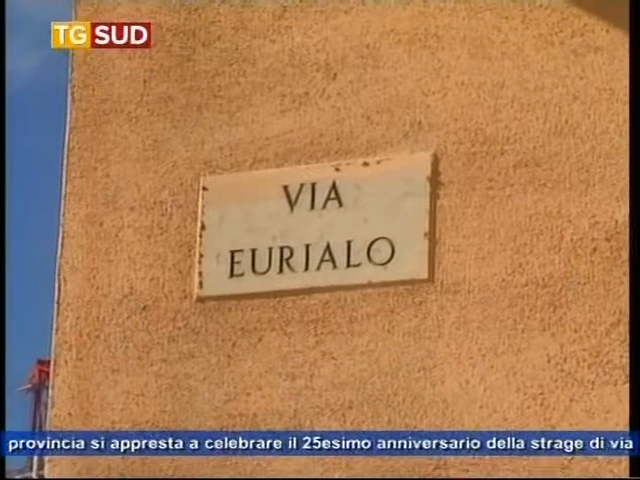 TG SUD
VIA
EURIALO
provincia si appresta a celebrare il 25esimo anniversario della strage di via